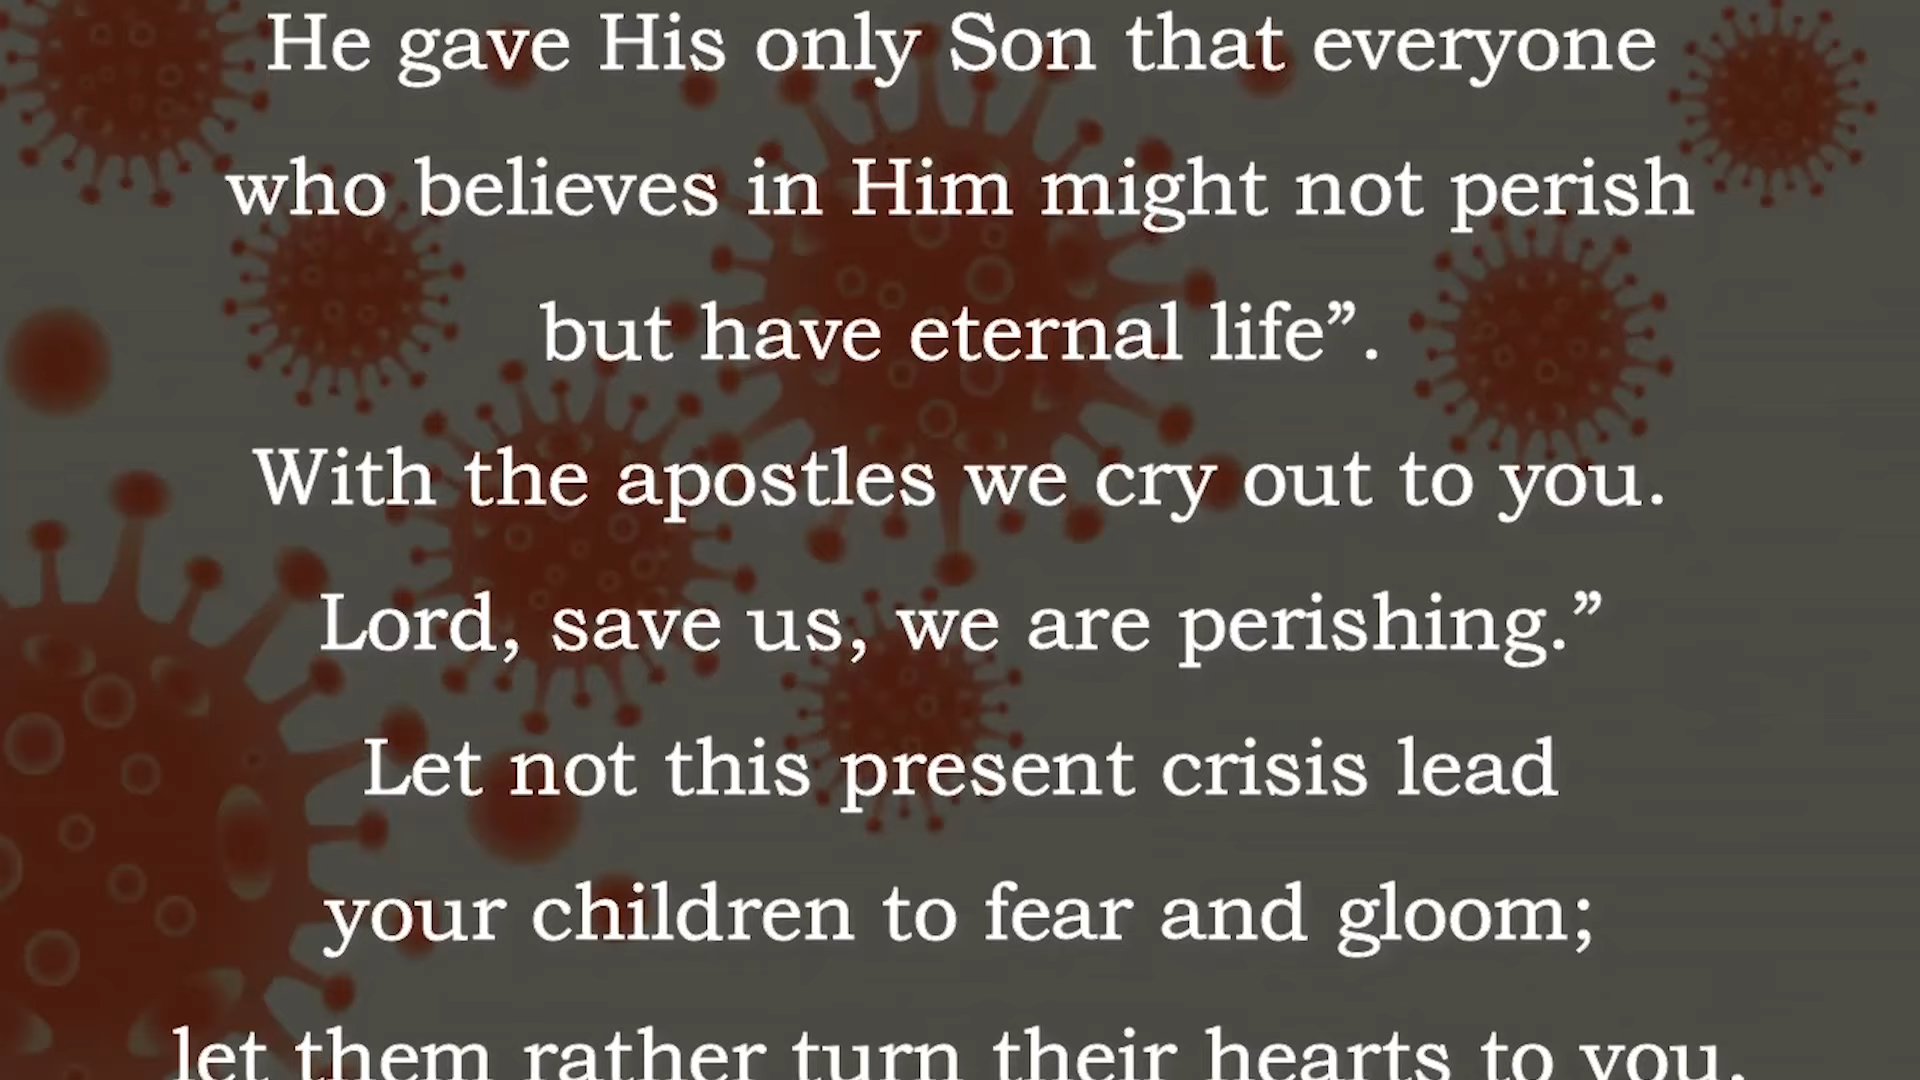 He gave His only Son that everyone
who believes in Him might not perish
but have eternal life”.
With the apostles we cry out to you.
Lord, save us, we are perishing.”
Let not this present crisis lead
your children to fear and gloom;
let them rather turn their hearts to you.